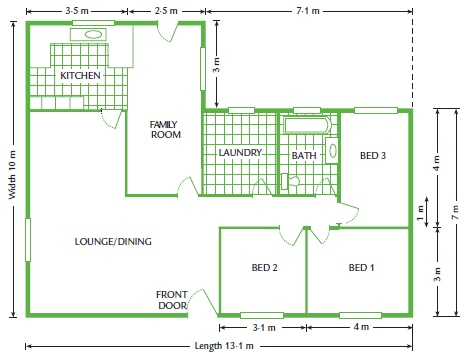 3·5 m
2·5 m
7·1 m
3 m
KITCHEN
FAMILY
ROOM
LAUNDRY
BATH
BED 3
4 m
Width 10 m
7 m
1 m
LOUNGE/DINING
BED 2
BED 1
3 m
FRONT
DOOR
3·1 m
4 m
Length 13·1 m